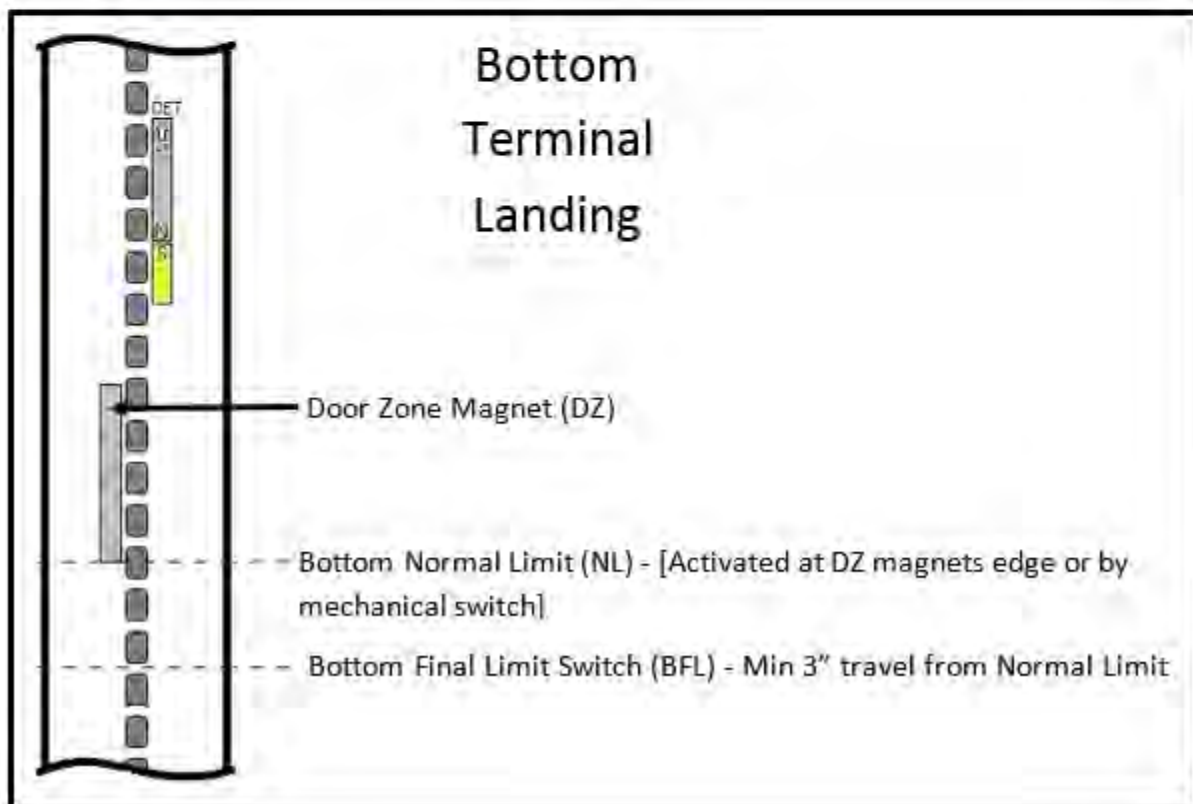 Bottom
Terminal
Landing
DET
Door Zone Magnet (DZ)
Bottom Normal Limit (NL) - [Activated at DZ magnets edge or by
mechanical switch]
Bottom Final Limit Switch (BFL) - Min 3" travel from Normal Limit